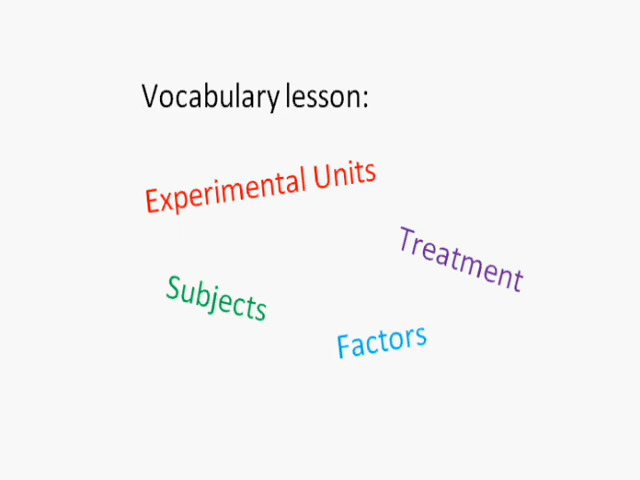 Vocabulary lesson:
Experimental Units
Treatment
Subjects
Factors